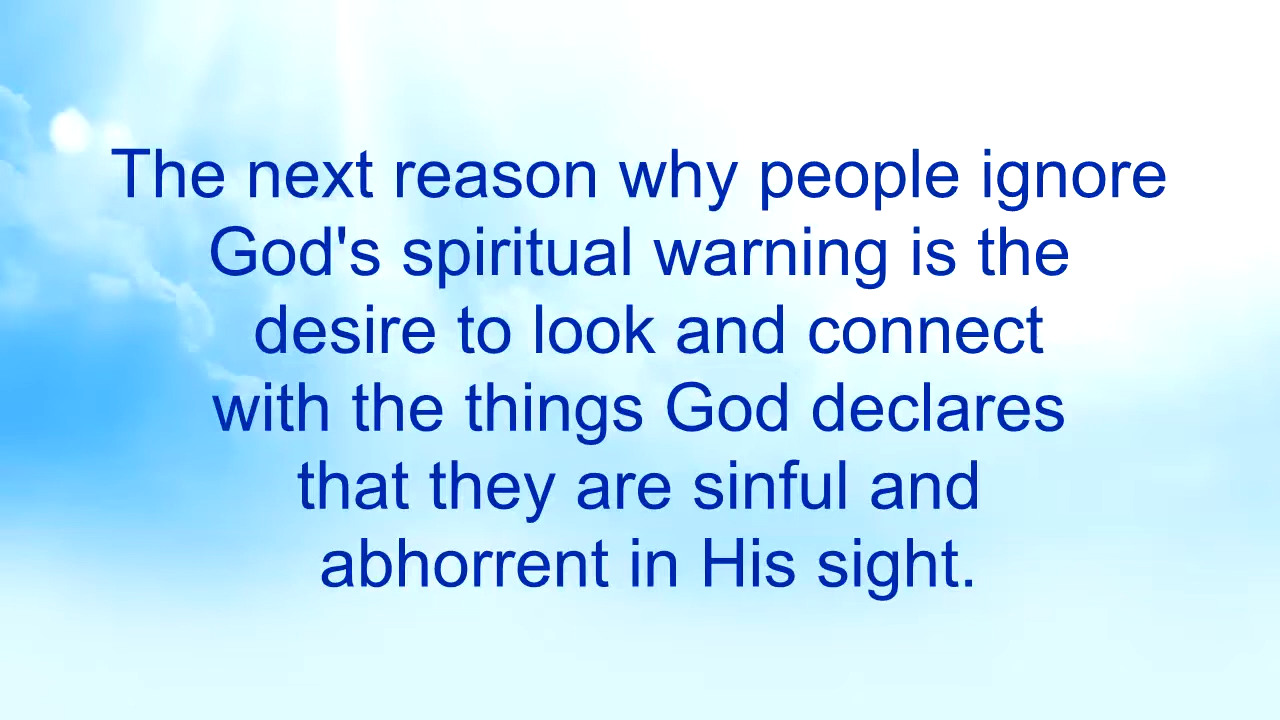 The next reason why people ignore
God's spiritual warning is the
desire to look and connect
with the things God declares
that they are sinful and
abhorrent in His sight.